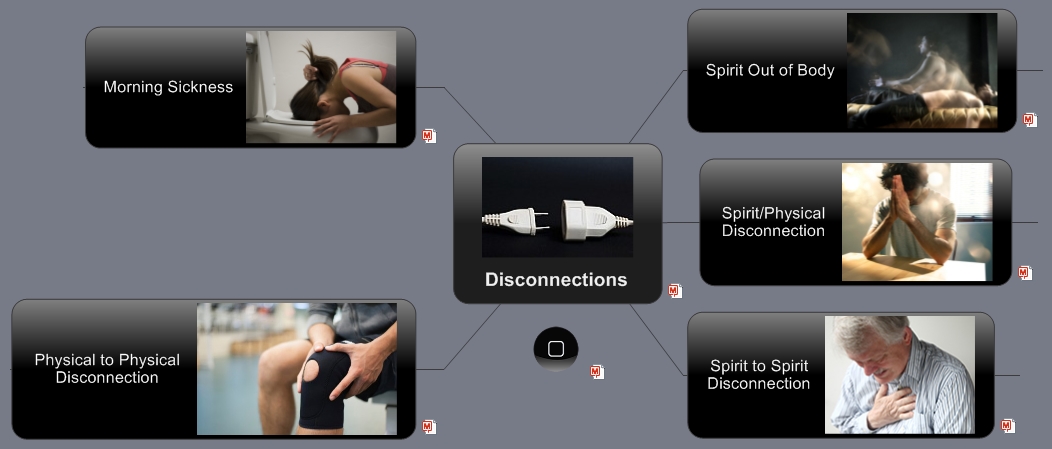 Morning Sickness
Spirit Out of Body
Spirit/Physical
Disconnection
Disconnections
Physical to Physical
Disconnection
Spirit to Spirit
Disconnection
M
M
M
M
M
M
M